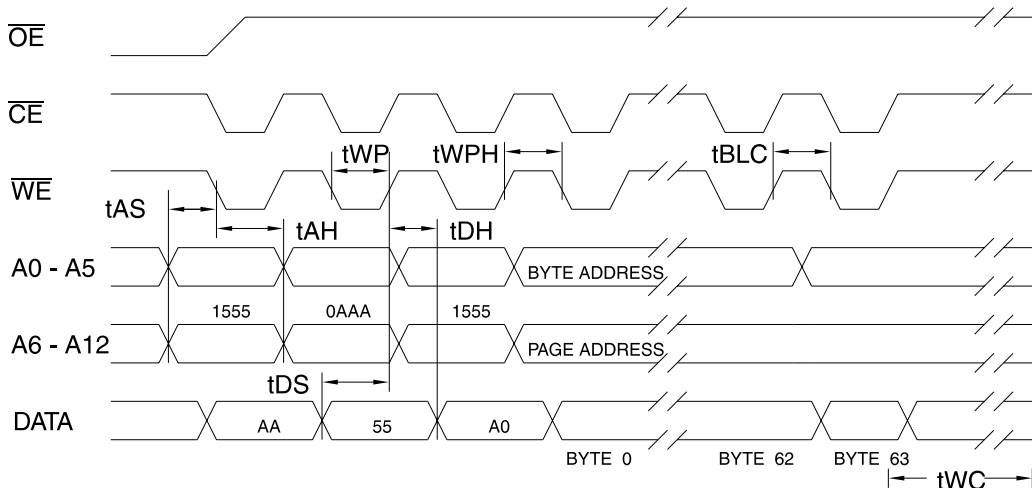 OE
CE
tWP tWPH tBLC
WE
tAS
tAH tDH
A0 - A5 BYTE ADDRESS
1555 0AAA 1555
A6 - A12 PAGE ADDRESS
tDS
DATA AA 55 A0
BYTE 0 BYTE 62 BYTE 63
tWC